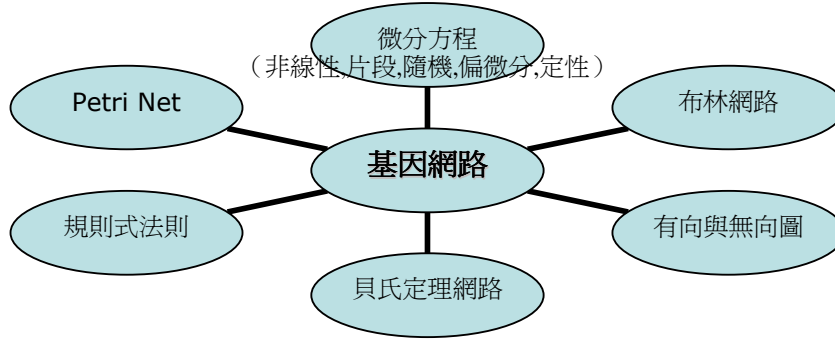 微分方程
（非線性,片段,隨機,偏微分,定性）
Petri Net
布林網路
基因網路
規則式法則
有向與無向圖
貝氏定理網路